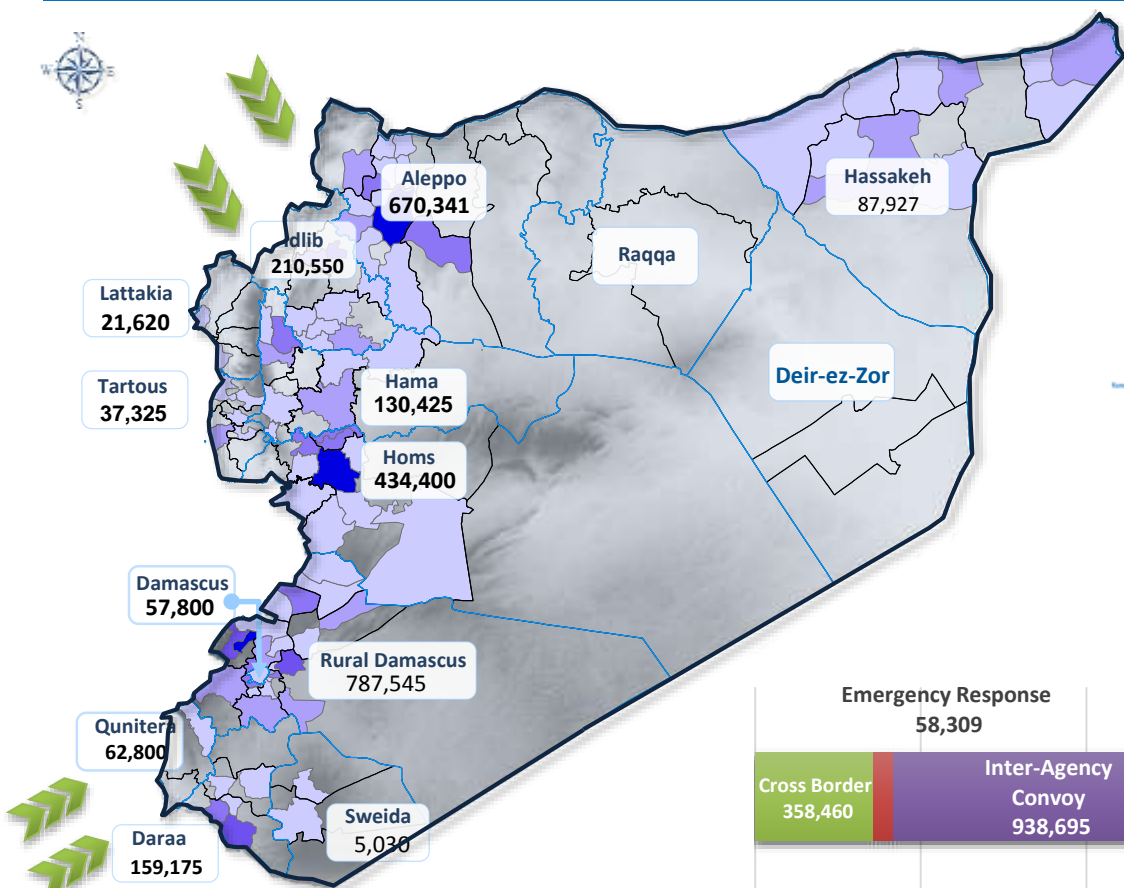 N
W E
S
Aleppo
670,341
Hassakeh
87,927
Idlib
210,550
Raqqa
Lattakia
21,620
Deir-ez-Zor
Tartous
37,325
Hama
130,425
Homs
434,400
Damascus
57,800
Rural Damascus
787,545
Qunitera
62,800
Sweida
5,030
Daraa
159,175
Emergency Response
58,309
Cross Border
358,460
Inter-Agency
Convoy
938,695